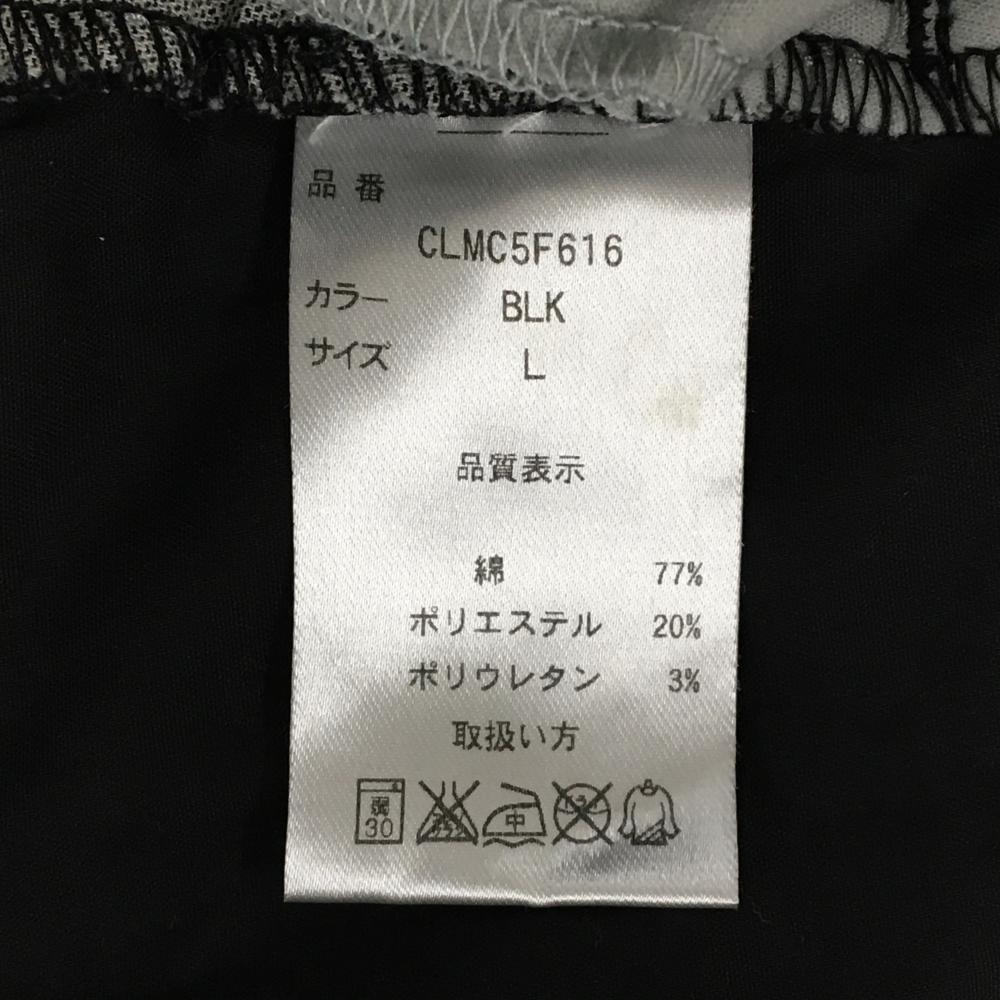 品番
CLMC5F616
カラー BLK
サイズ L
品質表示
綿 77%
ポリエステル 20%
ポリウレタン 3%
取扱い方
弱 30 中